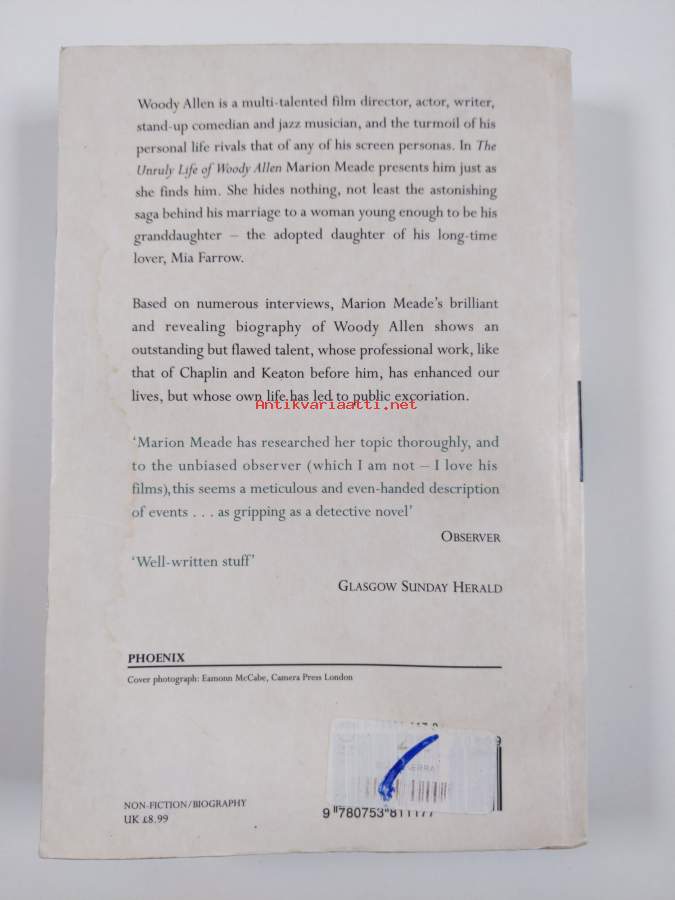 Woody Allen is a multi-talented film director, actor, writer,
stand-up comedian and jazz musician, and the turmoil of his
personal life rivals that of any of his screen personas. In The
Unruly Life of Woody Allen Marion Meade presents him just as
she finds him. She hides nothing, not least the astonishing
saga behind his marriage to a woman young enough to be his
granddaughter – the adopted daughter of his long-time
lover, Mia Farrow.
Based on numerous interviews, Marion Meade's brilliant
and revealing biography of Woody Allen shows an
outstanding but flawed talent, whose professional work, like
that of Chaplin and Keaton before him, has enhanced our
lives, but whose own life has led to public excoriation.
Antikvariaatti.net
'Marion Meade has researched her topic thoroughly, and
to the unbiased observer (which I am not – I love his
films), this seems a meticulous and even-handed description
of events . . . as gripping as a detective novel'
OBSERVER
'Well-written stuff'
GLASGOW SUNDAY HERALD
PHOENIX
Cover photograph: Eamonn McCabe, Camera Press London
NON-FICTION/BIOGRAPHY
UK £8.99
9 780753 811177